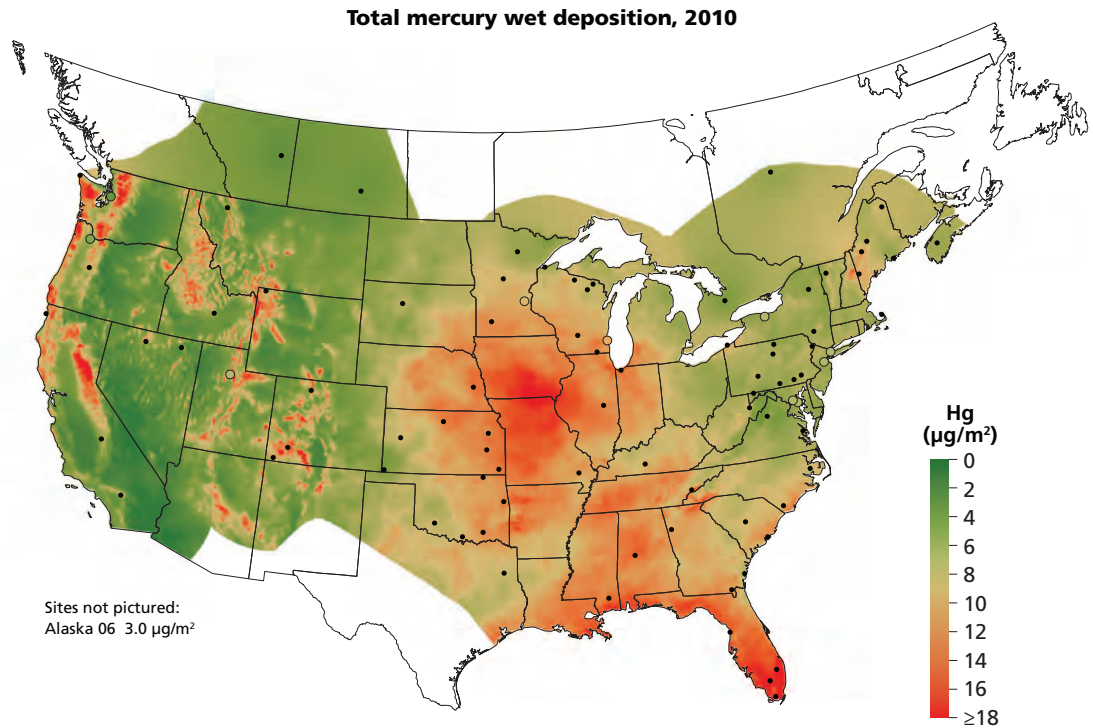 Total mercury wet deposition, 2010
Sites not pictured:
Alaska 06 3.0 µg/m²
Hg
(µg/m²)
0
2
4
6
8
10
12
14
16
≥18